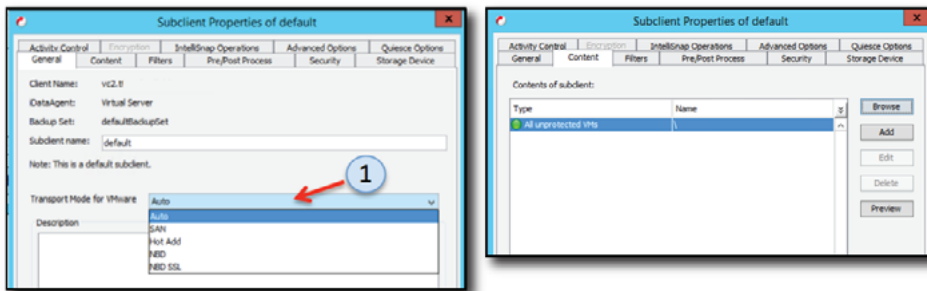 Subclient Properties of default
x
Activity Control Encryption IntelliSnap Operations Advanced Options Quiesce Options
General Content Filters Pre/Post Process Security Storage Device
Client Name: vc2.tl
iDataAgent: Virtual Server
Backup Set: defaultBackupSet
Subclient name: default
Note: This is a default subclient.
1
Transport Mode for VMware Auto
Auto
Description SAN
Hot Add
NBD
NBD SSL
Subclient Properties of default
x
Activity Control Encryption IntelliSnap Operations Advanced Options Quiesce Options
General Content Filters Pre/Post Process Security Storage Device
Contents of subclient:
Type Name Browse
All unprotected VMs \
Add
Edit
Delete
Preview